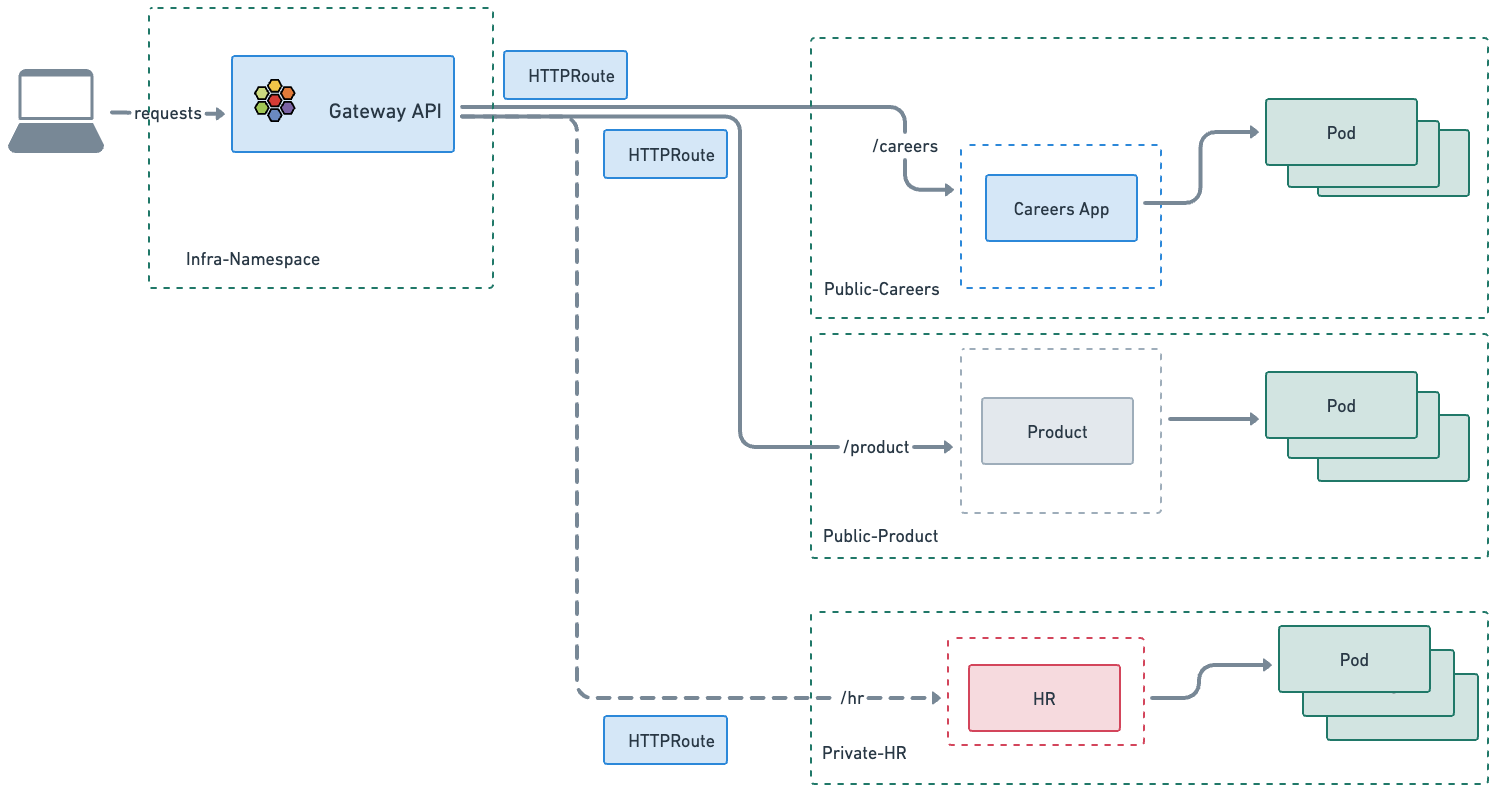 requests
Gateway API
Infra-Namespace
HTTPRoute
HTTPRoute
/careers
Careers App
Pod
Public-Careers
/product
Product
Pod
Public-Product
HTTPRoute
/hr
HR
Pod
Private-HR